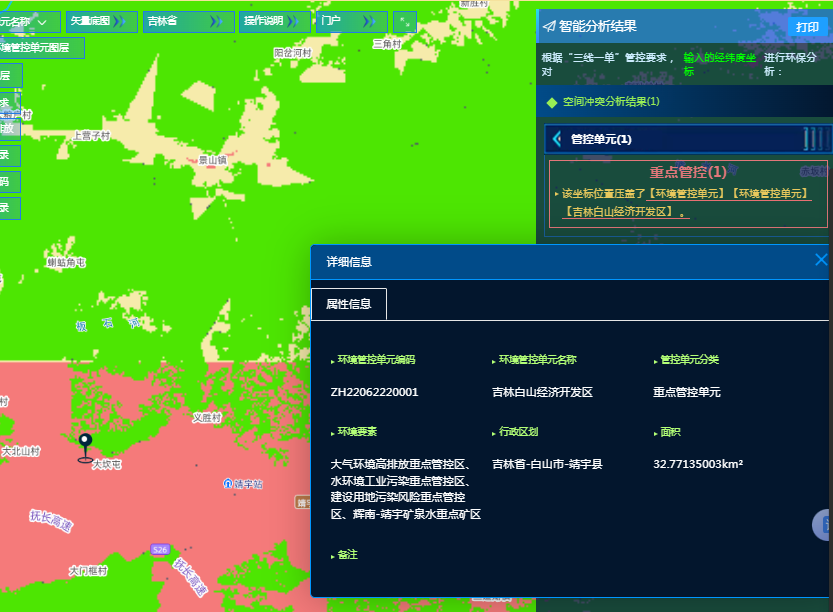 元名称
矢量底图
吉林省
操作说明
门户
境管控单元图层
层
求
放
录
码
录
新胜村
三角村
阳岔河村
上营子村
景山镇
蝲蛄角屯
板石河
村
义胜村
大北山村
大坎屯
靖宇站
靖宇
抚长高速
S26
抚长高速
大门框村
智能分析结果
打印
根据“三线一单”管控要求，对
输入的经纬度坐标
进行环保分析：
空间冲突分析结果(1)
管控单元(1)
重点管控(1)
该坐标位置压盖了【环境管控单元】【环境管控单元】
【吉林白山经济开发区】 。
详细信息
属性信息
环境管控单元编码
环境管控单元名称
管控单元分类
ZH22062220001
吉林白山经济开发区
重点管控单元
环境要素
行政区划
面积
大气环境高排放重点管控区、
水环境工业污染重点管控区、
建设用地污染风险重点管控
区、辉南-靖宇矿泉水重点矿区
吉林省-白山市-靖宇县
32.77135003km²
备注